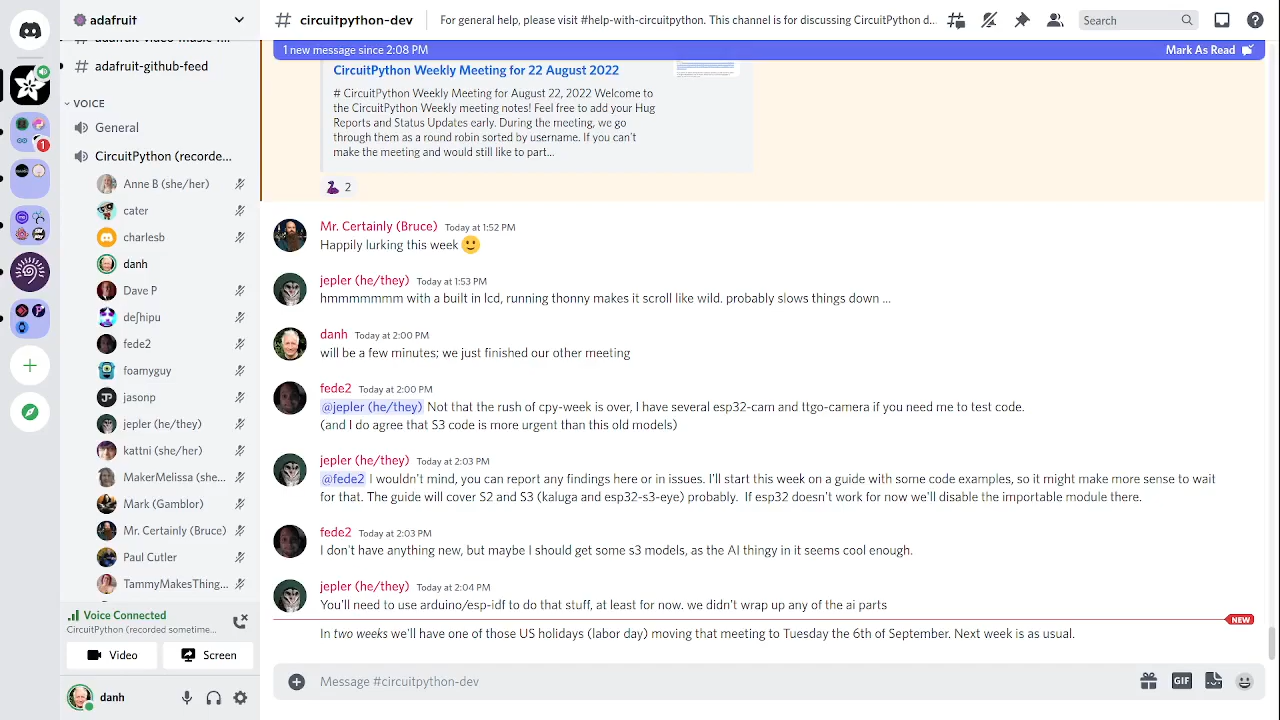 adafruit
# circuitpython-dev
For general help, please visit #help-with-circuitpython. This channel is for discussing CircuitPython d...
Search
adafruit-github-feed
VOICE
General
CircuitPython (recorde...
Anne B (she/her)
cater
charlesb
danh
Dave P
de∫hipu
fede2
foamyguy
jasonp
jepler (he/they)
kattni (she/her)
MakerMelissa (she...
Mark (Gamblor)
Mr. Certainly (Bruce)
Paul Cutler
TammyMakesThing...
Voice Connected
CircuitPython (recorded sometime...
Video
Screen
danh
1
1 new message since 2:08 PM
Mark As Read
CircuitPython Weekly Meeting for 22 August 2022
# CircuitPython Weekly Meeting for August 22, 2022 Welcome to
the CircuitPython Weekly meeting notes! Feel free to add your Hug
Reports and Status Updates early. During the meeting, we go
through them as a round robin sorted by username. If you can't
make the meeting and would still like to part...
2
Mr. Certainly (Bruce) Today at 1:52 PM
Happily lurking this week 🙂
jepler (he/they) Today at 1:53 PM
hmmmmmmm with a built in lcd, running thonny makes it scroll like wild. probably slows things down ...
danh Today at 2:00 PM
will be a few minutes; we just finished our other meeting
fede2 Today at 2:00 PM
@jepler (he/they) Not that the rush of cpy-week is over, I have several esp32-cam and ttgo-camera if you need me to test code.
(and I do agree that S3 code is more urgent than this old models)
jepler (he/they) Today at 2:03 PM
@fede2 I wouldn't mind, you can report any findings here or in issues. I'll start this week on a guide with some code examples, so it might make more sense to wait
for that. The guide will cover S2 and S3 (kaluga and esp32-s3-eye) probably. If esp32 doesn't work for now we'll disable the importable module there.
fede2 Today at 2:03 PM
I don't have anything new, but maybe I should get some s3 models, as the AI thingy in it seems cool enough.
jepler (he/they) Today at 2:04 PM
You'll need to use arduino/esp-idf to do that stuff, at least for now. we didn't wrap up any of the ai parts
NEW
In two weeks we'll have one of those US holidays (labor day) moving that meeting to Tuesday the 6th of September. Next week is as usual.
Message #circuitpython-dev
GIF